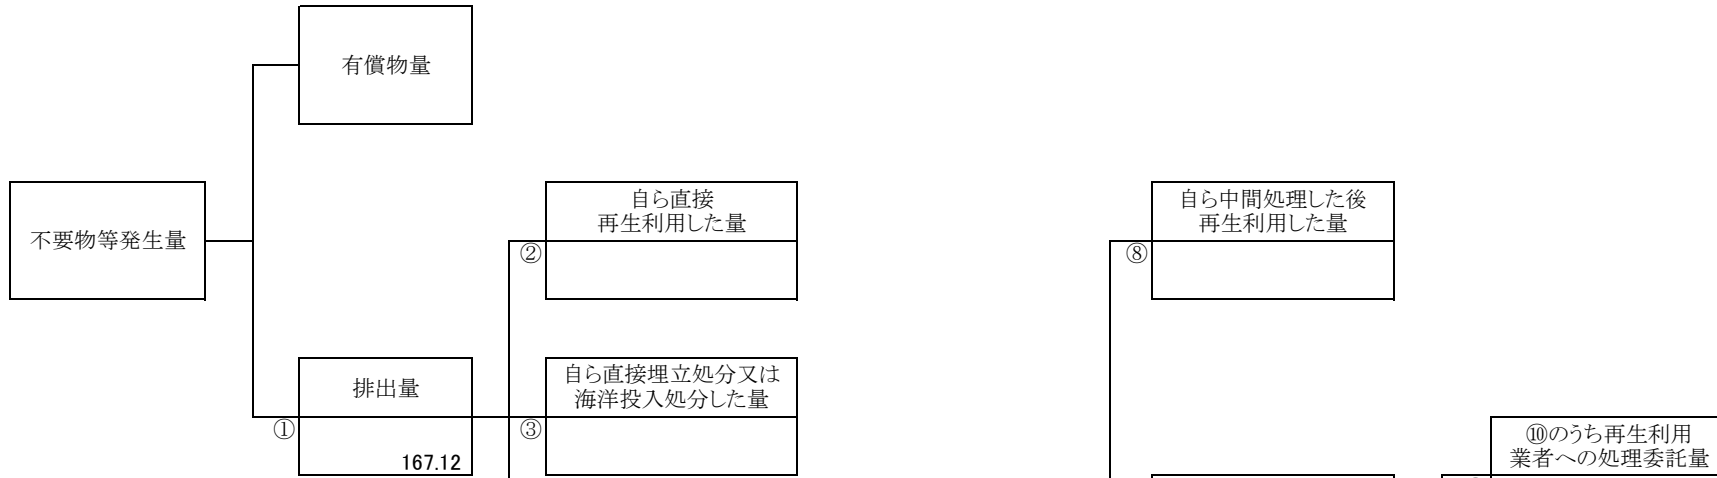 有償物量
不要物等発生量
自ら直接
再生利用した量
②
自ら中間処理した後
再生利用した量
⑧
排出量
①
167.12
自ら直接埋立処分又は
海洋投入処分した量
③
⑩のうち再生利用
業者への処理委託量